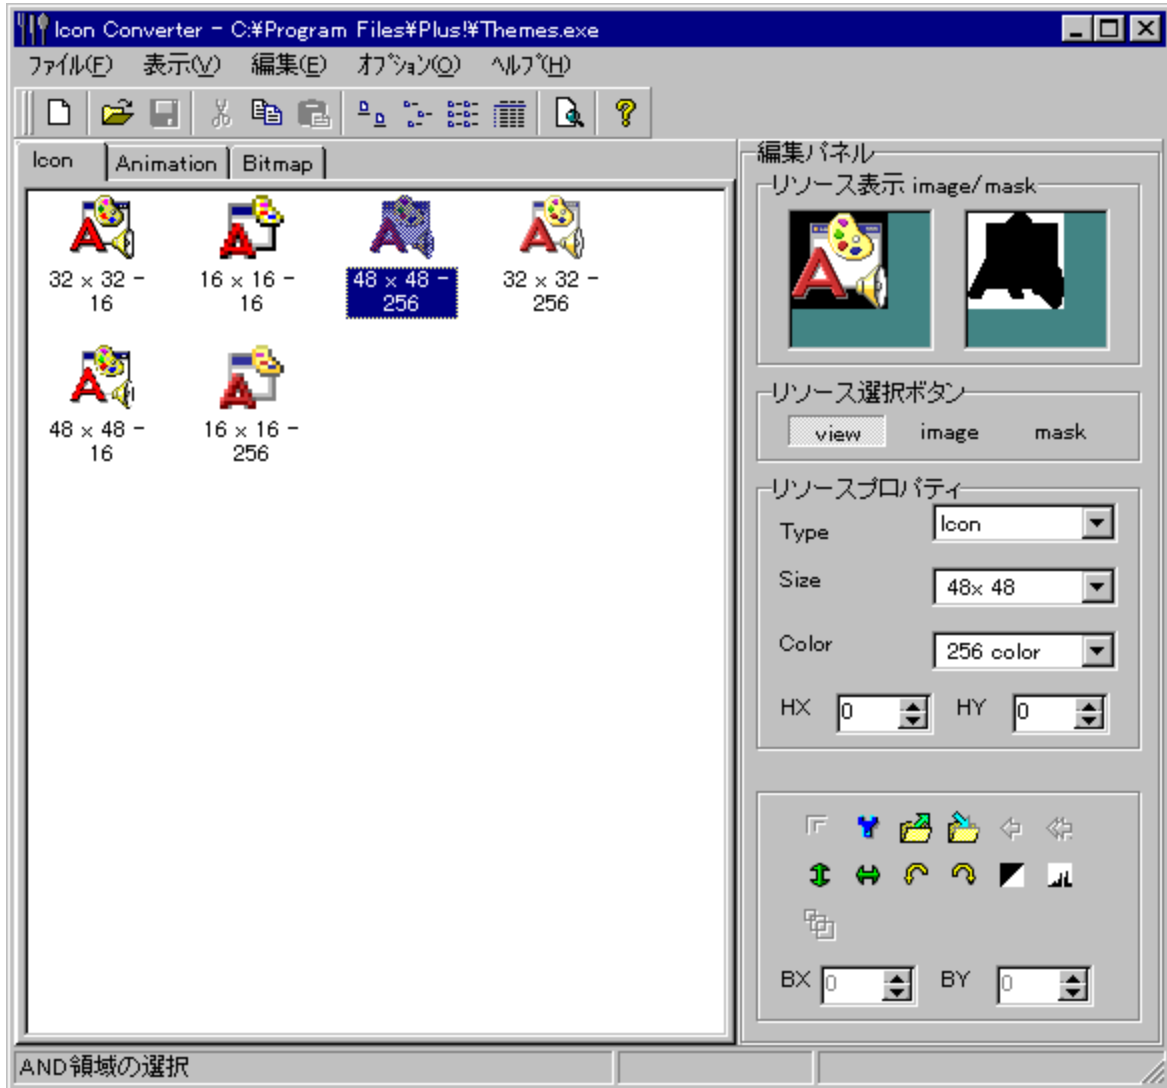 Icon Converter - C:¥Program Files¥Plus!¥Themes.exe
ﾌｧｲﾙ(F) 表示(V) 編集(E) ｵﾌﾟｼｮﾝ(O) ﾍﾙﾌﾟ(H)
Icon Animation Bitmap
32 × 32 -
16
16 × 16 -
16
48 × 48 -
256
32 × 32 -
256
48 × 48 -
16
16 × 16 -
256
編集パネル
リソース表示 image/mask
リソース選択ボタン
view image mask
リソースプロパティ
Type Icon
Size 48× 48
Color 256 color
HX 0 HY 0
BX 0 BY 0
AND領域の選択